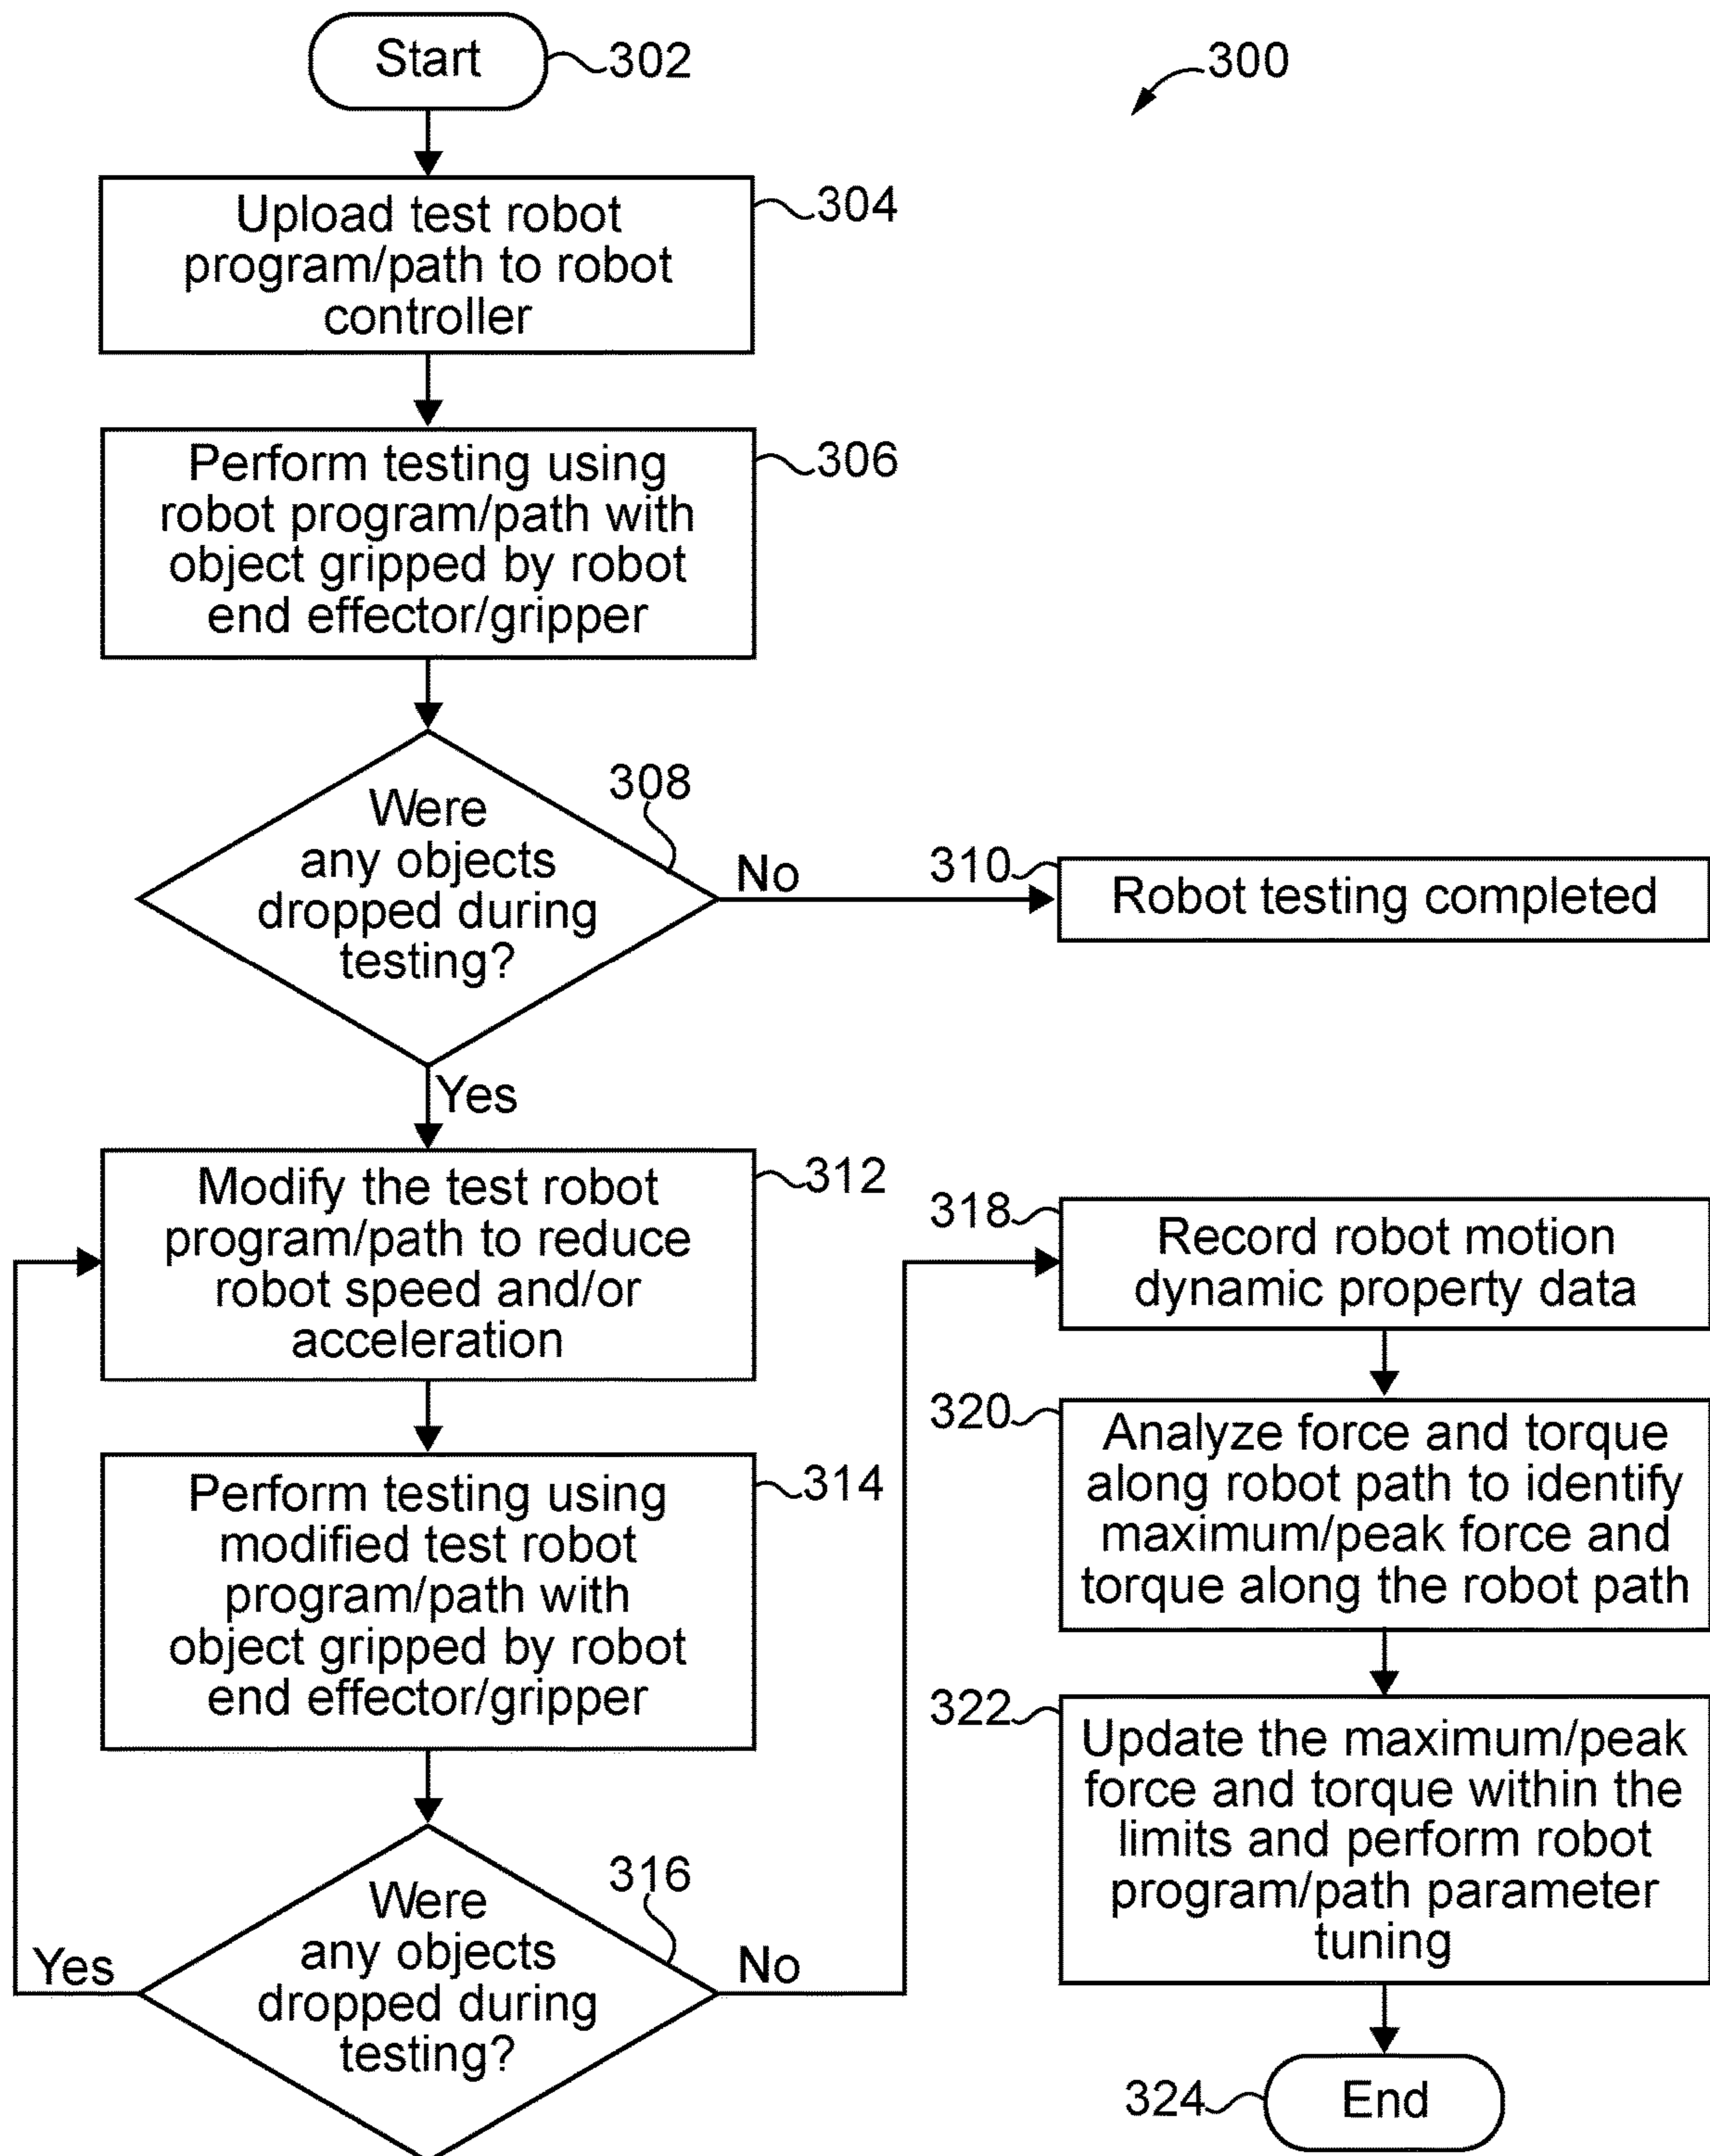 Start
302
300
Upload test robot
program/path to robot
controller
304
Perform testing using
robot program/path with
object gripped by robot
end effector/gripper
306
Were
any objects
dropped during
testing?
308
No
310
Robot testing completed
Yes
Modify the test robot
program/path to reduce
robot speed and/or
acceleration
312
Perform testing using
modified test robot
program/path with
object gripped by robot
end effector/gripper
314
Were
any objects
dropped during
testing?
316
Yes
No
318
Record robot motion
dynamic property data
320
Analyze force and torque
along robot path to identify
maximum/peak force and
torque along the robot path
322
Update the maximum/peak
force and torque within the
limits and perform robot
program/path parameter
tuning
324
End